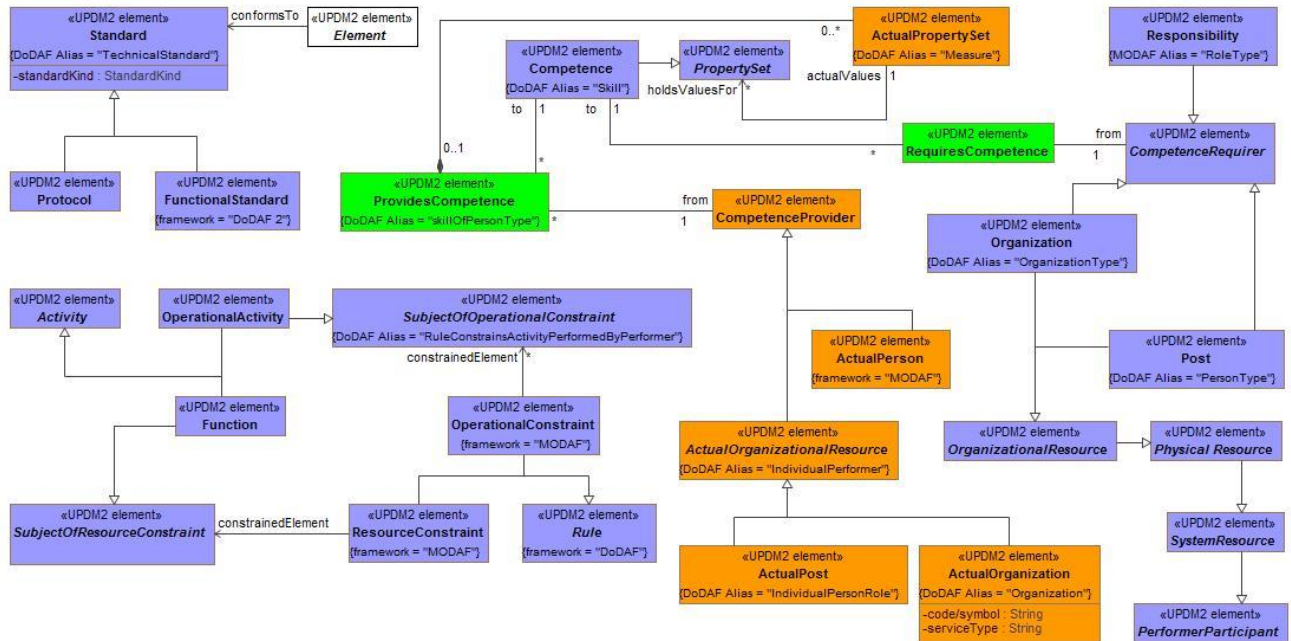 «UPDM2 element»
Standard
{DoDAF Alias = "TechnicalStandard"}
-standardKind : StandardKind
conformsTo
«UPDM2 element»
Element
«UPDM2 element»
Protocol
«UPDM2 element»
FunctionalStandard
{framework = "DoDAF 2"}
«UPDM2 element»
Competence
{DoDAF Alias = "Skill"}
«UPDM2 element»
PropertySet
0..*
«UPDM2 element»
ActualPropertySet
{DoDAF Alias = "Measure"}
actualValues
1
holdsValuesFor
*
to
1
to
1
*
*
0..1
«UPDM2 element»
ProvidesCompetence
{DoDAF Alias = "skillOfPersonType"}
*
from
1
«UPDM2 element»
CompetenceProvider
«UPDM2 element»
RequiresCompetence
from
1
«UPDM2 element»
Responsibility
{MODAF Alias = "RoleType"}
«UPDM2 element»
CompetenceRequirer
«UPDM2 element»
Organization
{DoDAF Alias = "OrganizationType"}
«UPDM2 element»
Post
{DoDAF Alias = "PersonType"}
«UPDM2 element»
Activity
«UPDM2 element»
OperationalActivity
«UPDM2 element»
SubjectOfOperationalConstraint
{DoDAF Alias = "RuleConstrainsActivityPerformedByPerformer"}
constrainedElement
*
«UPDM2 element»
Function
«UPDM2 element»
OperationalConstraint
{framework = "MODAF"}
«UPDM2 element»
ActualPerson
{framework = "MODAF"}
«UPDM2 element»
ActualOrganizationalResource
{DoDAF Alias = "IndividualPerformer"}
«UPDM2 element»
OrganizationalResource
«UPDM2 element»
Physical Resource
«UPDM2 element»
SubjectOfResourceConstraint
constrainedElement
«UPDM2 element»
ResourceConstraint
{framework = "MODAF"}
«UPDM2 element»
Rule
{framework = "DoDAF"}
«UPDM2 element»
SystemResource
«UPDM2 element»
ActualPost
{DoDAF Alias = "IndividualPersonRole"}
«UPDM2 element»
ActualOrganization
{DoDAF Alias = "Organization"}
-code/symbol : String
-serviceType : String
«UPDM2 element»
PerformerParticipant